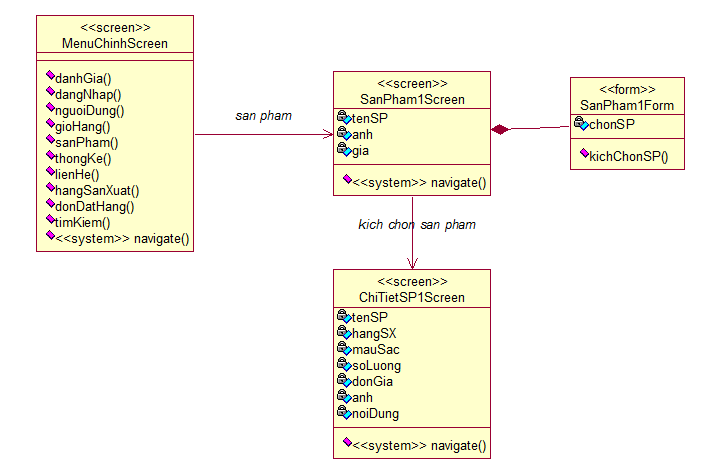 <<screen>>
MenuChinhScreen
danhGia()
dangNhap()
nguoiDung()
gioHang()
sanPham()
thongKe()
lienHe()
hangSanXuat()
donDatHang()
timKiem()
<<system>> navigate()
san pham
<<screen>>
SanPham1Screen
tenSP
anh
gia
<<system>> navigate()
<<form>>
SanPham1Form
chonSP
kichChonSP()
kich chon san pham
<<screen>>
ChiTietSP1Screen
tenSP
hangSX
mauSac
soLuong
donGia
anh
noiDung
<<system>> navigate()